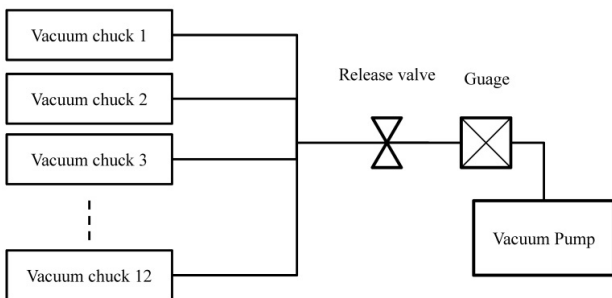 Vacuum chuck 1
Vacuum chuck 2
Vacuum chuck 3
Vacuum chuck 12
Release valve
Guage
Vacuum Pump